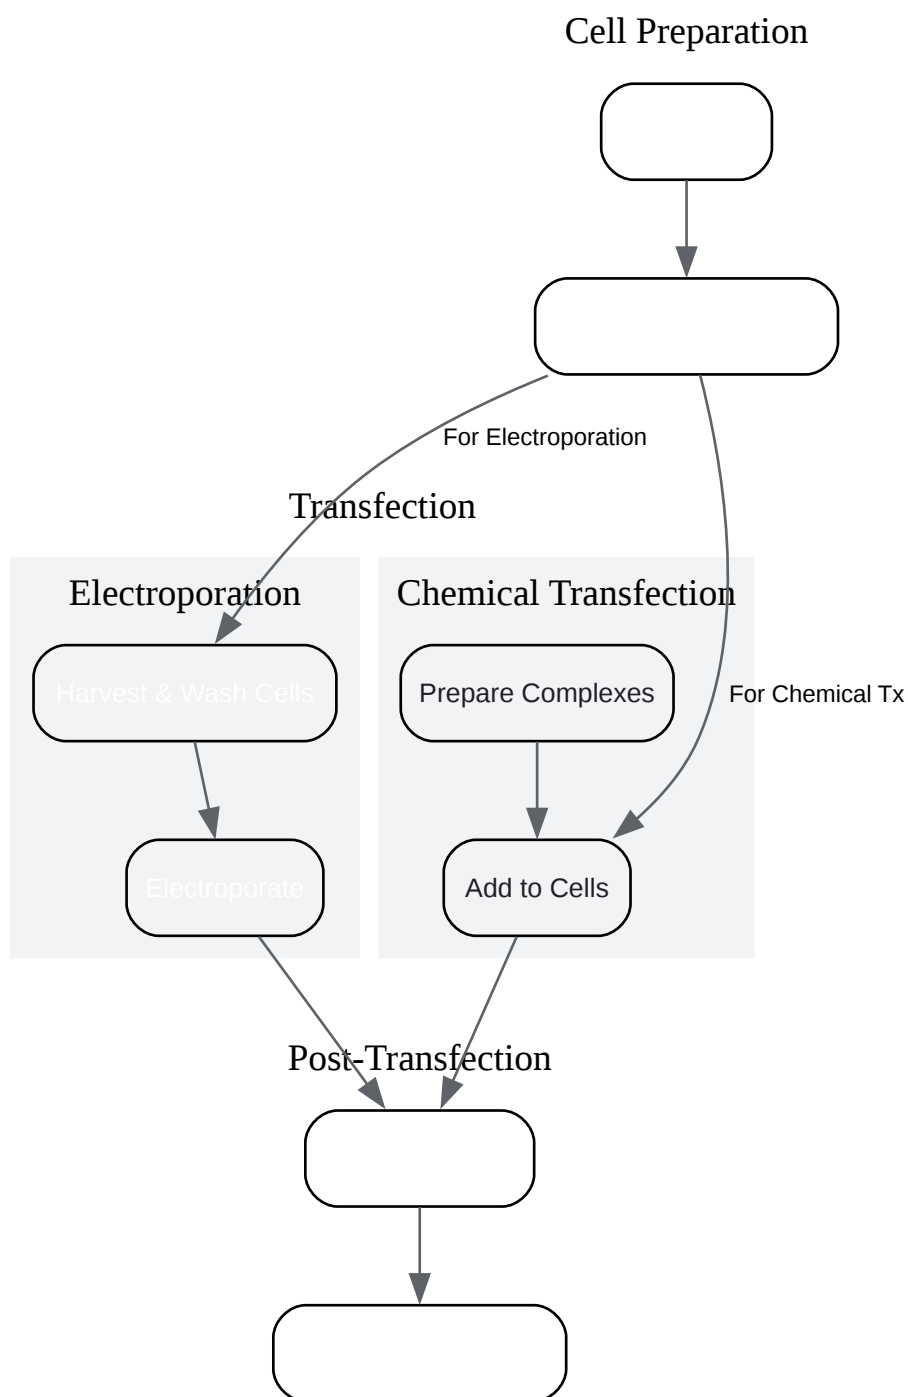 Cell Preparation
For Electroporation
Transfection
Electroporation
Chemical Transfection
Harvest & Wash Cells
Prepare Complexes
For Chemical Tx
Electroporate
Add to Cells
Post-Transfection